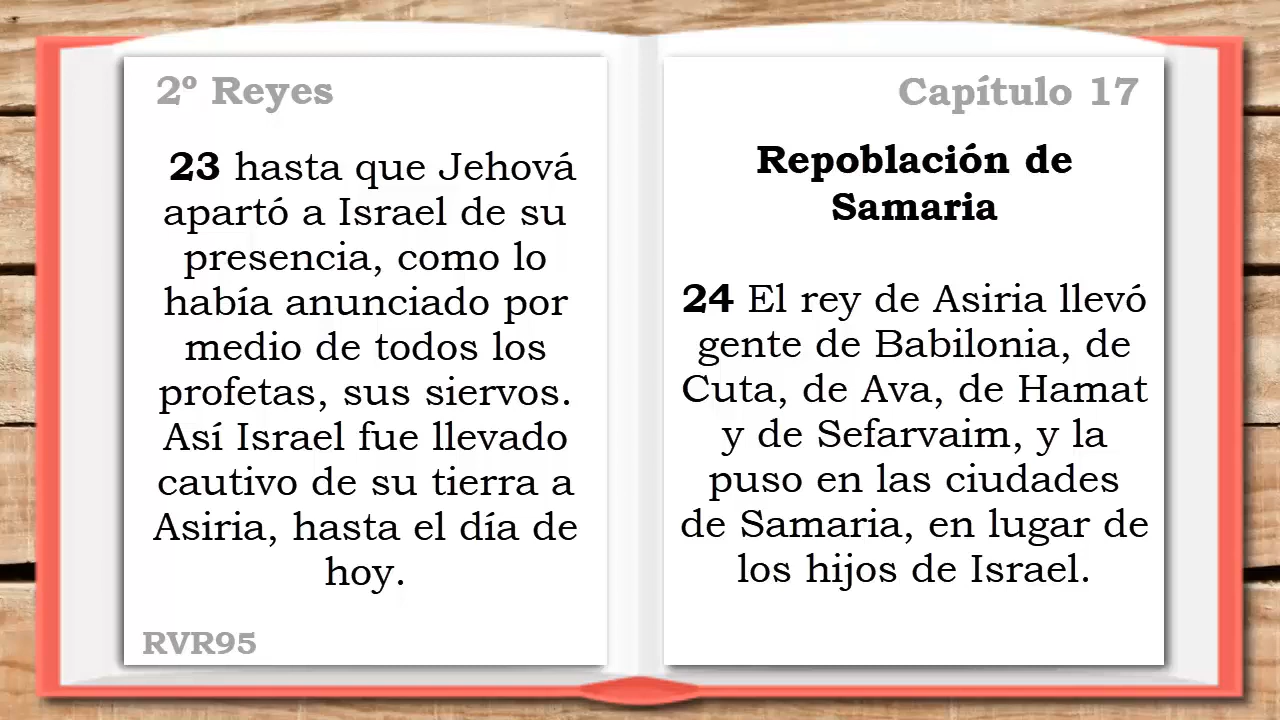 2º Reyes
23 hasta que Jehová
apartó a Israel de su
presencia, como lo
había anunciado por
medio de todos los
profetas, sus siervos.
Así Israel fue llevado
cautivo de su tierra a
Asiria, hasta el día de
hoy.
RVR95
Capítulo 17
Repoblación de
Samaria
24 El rey de Asiria llevó
gente de Babilonia, de
Cuta, de Ava, de Hamat
y de Sefarvaim, y la
puso en las ciudades
de Samaria, en lugar de
los hijos de Israel.